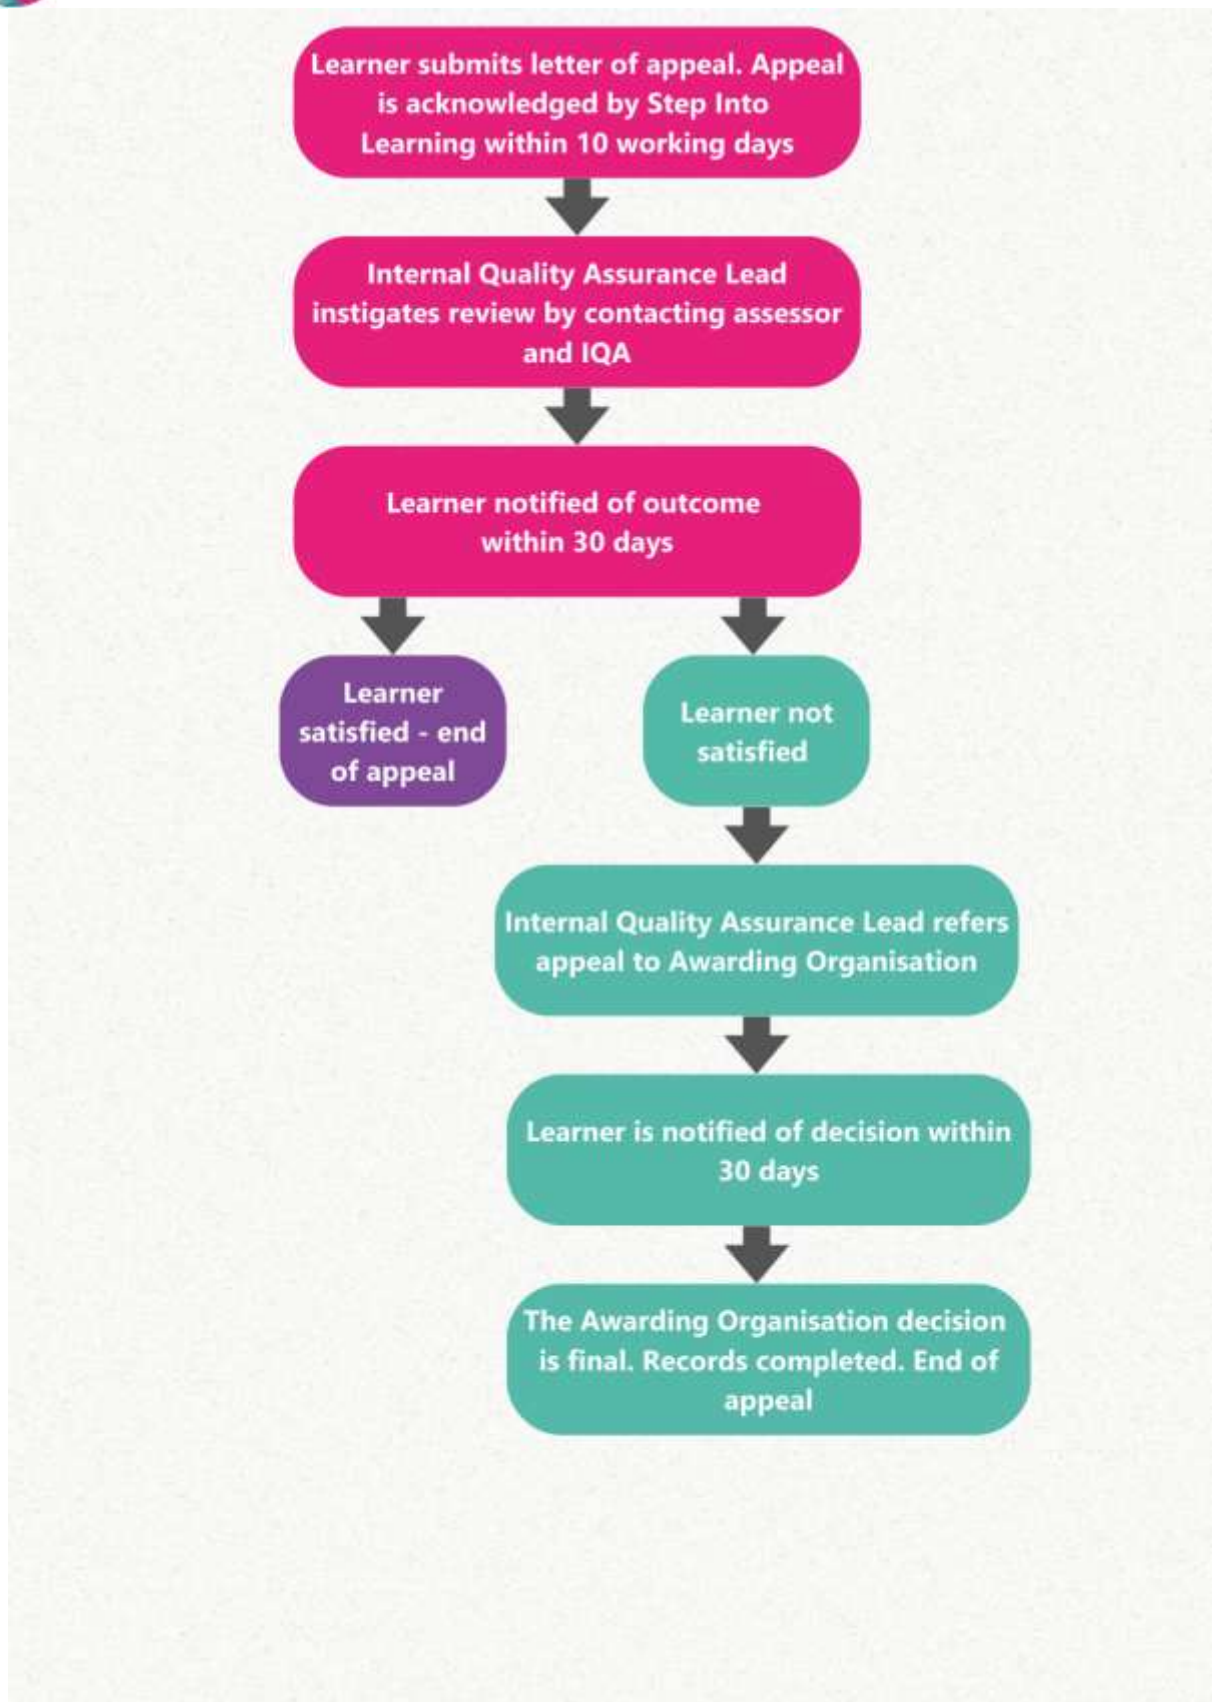 Learner submits letter of appeal. Appeal
is acknowledged by Step Into
Learning within 10 working days
Internal Quality Assurance Lead
instigates review by contacting assessor
and IQA
Learner notified of outcome
within 30 days
Learner
satisfied - end
of appeal
Learner not
satisfied
Internal Quality Assurance Lead refers
appeal to Awarding Organisation
Learner is notified of decision within
30 days
The Awarding Organisation decision
is final. Records completed. End of
appeal